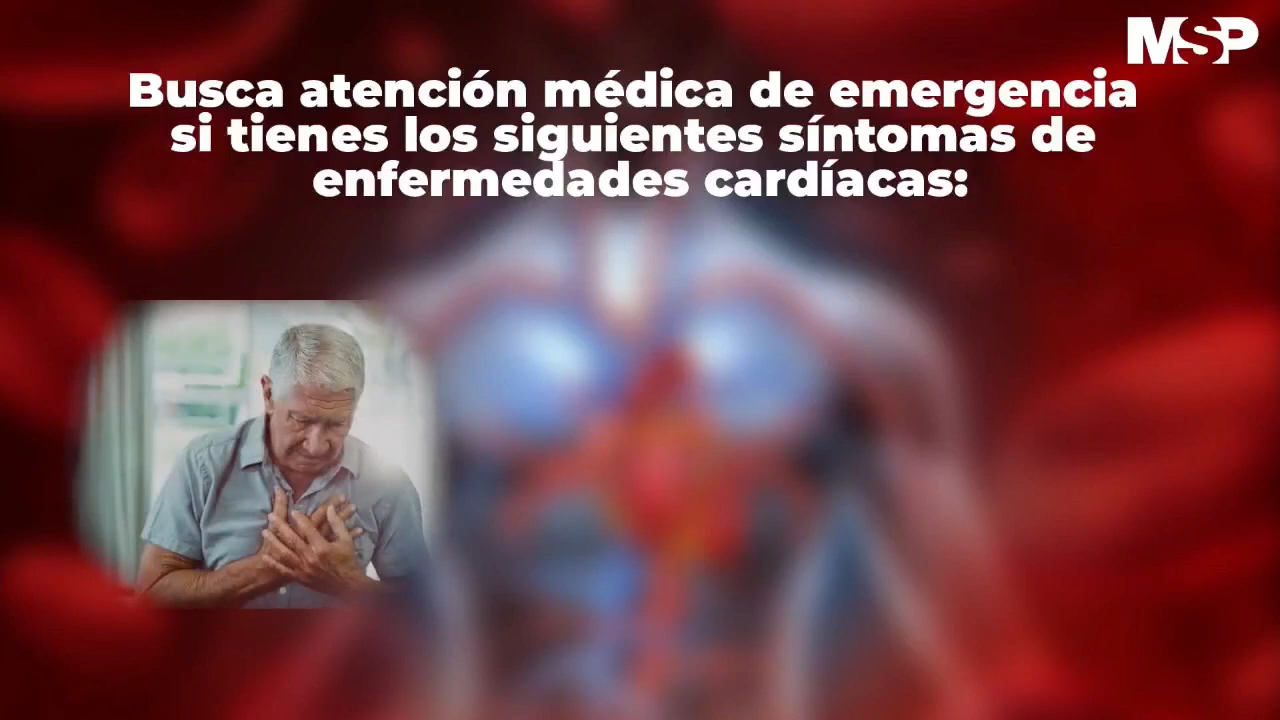 MSP
Busca atención médica de emergencia
si tienes los siguientes síntomas de
enfermedades cardíacas: